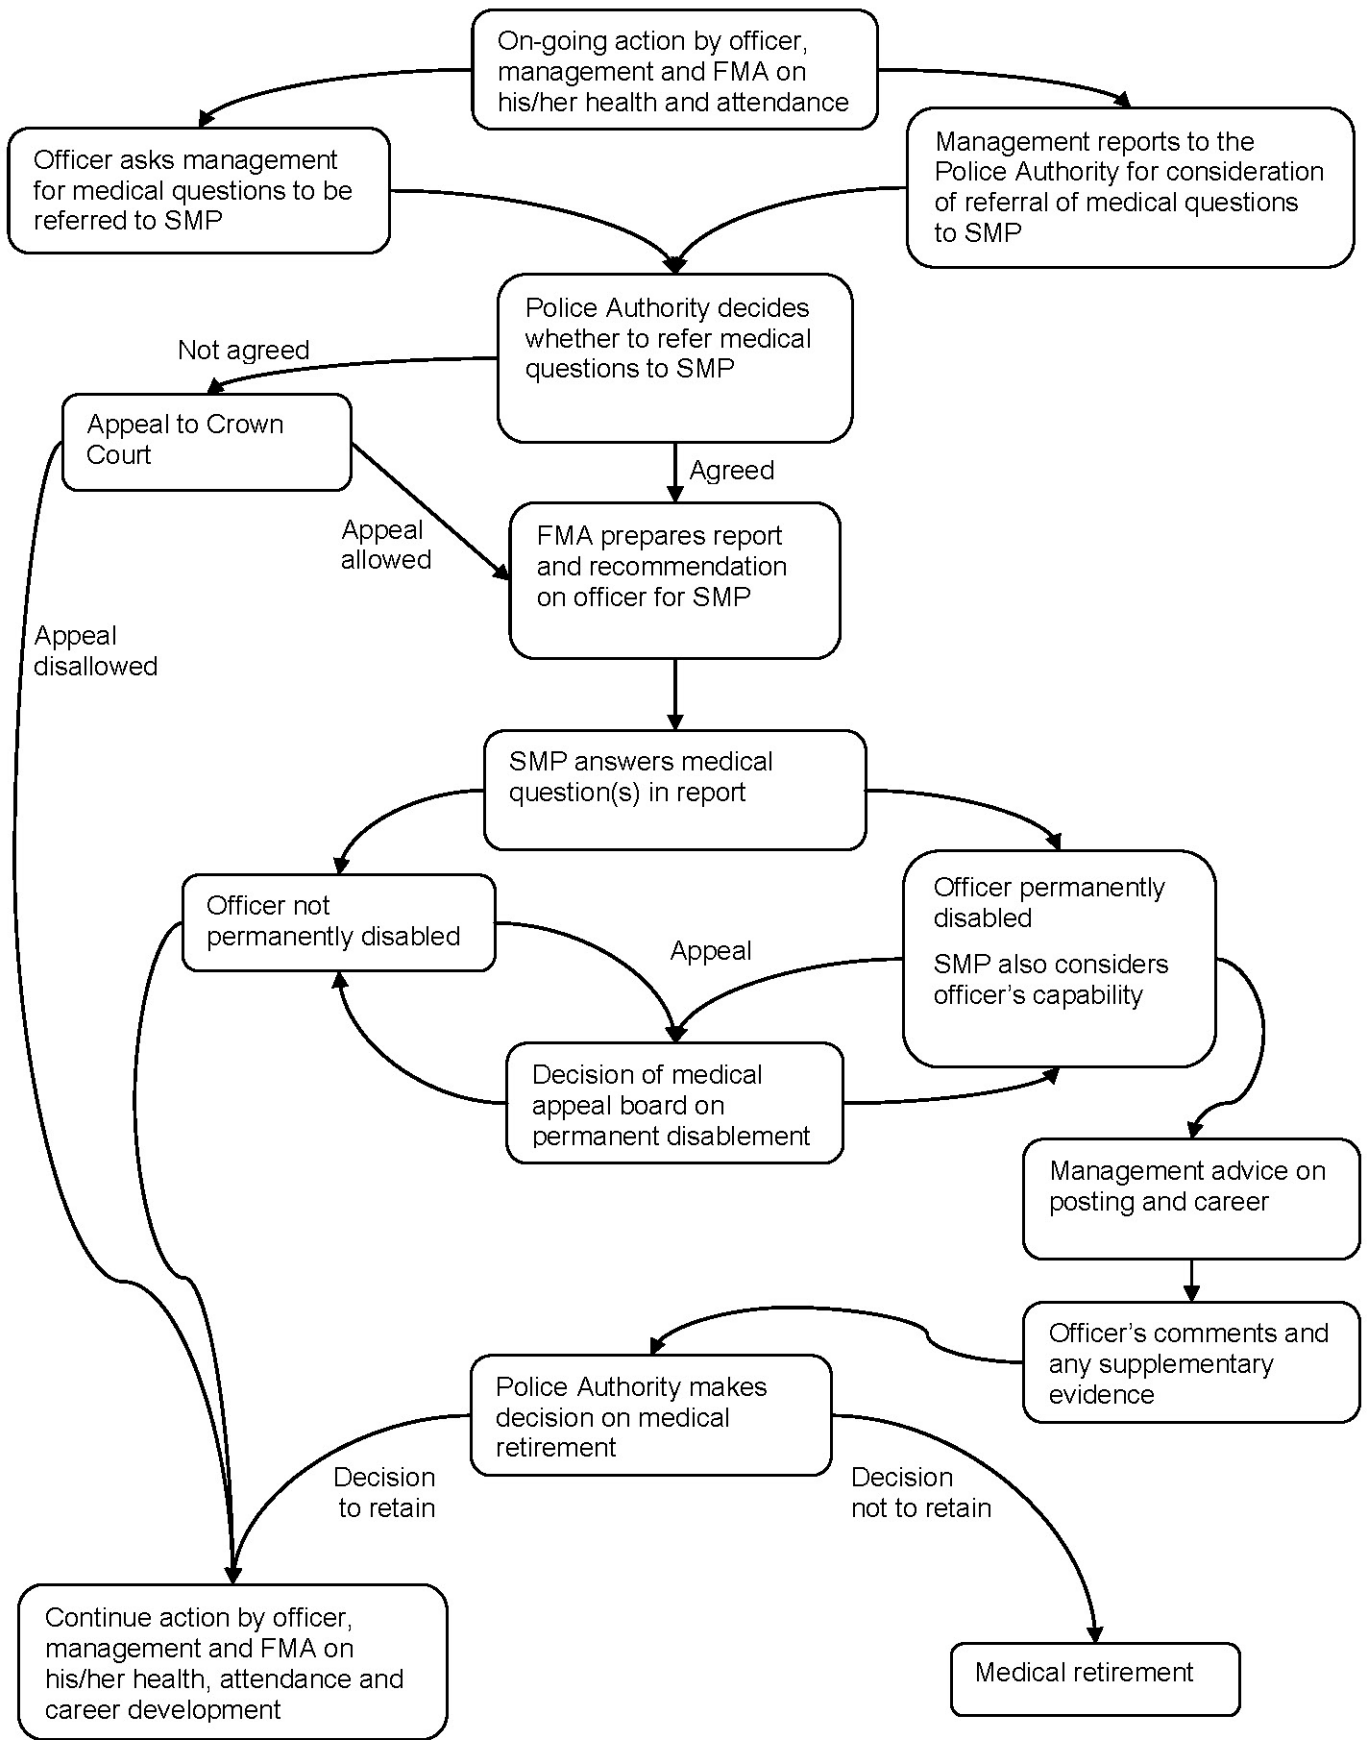 On-going action by officer,
management and FMA on
his/her health and attendance
Officer asks management
for medical questions to be
referred to SMP
Management reports to the
Police Authority for consideration
of referral of medical questions
to SMP
Police Authority decides
whether to refer medical
questions to SMP
Not agreed
Appeal to Crown
Court
Agreed
Appeal
allowed
FMA prepares report
and recommendation
on officer for SMP
Appeal
disallowed
SMP answers medical
question(s) in report
Officer not
permanently disabled
Appeal
Officer permanently
disabled
SMP also considers
officer's capability
Decision of medical
appeal board on
permanent disablement
Management advice on
posting and career
Officer's comments and
any supplementary
evidence
Police Authority makes
decision on medical
retirement
Decision
to retain
Decision
not to retain
Continue action by officer,
management and FMA on
his/her health, attendance and
career development
Medical retirement